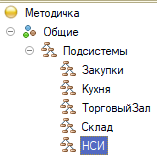 Методичка
Общие
Подсистемы
Закупки
Кухня
ТорговыйЗал
Склад
НСИ